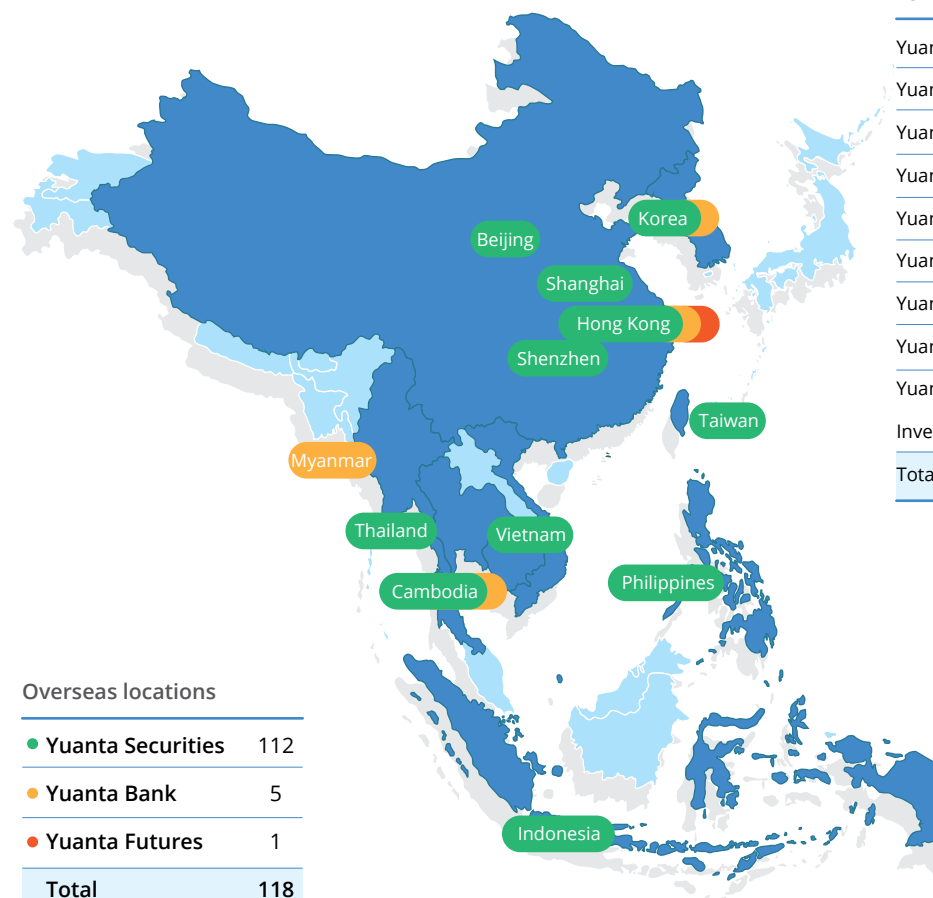 Korea
Beijing
Shanghai
Hong Kong
Shenzhen
Taiwan
Myanmar
Thailand
Vietnam
Philippines
Cambodia
Indonesia
Overseas locations
Yuanta Securities 112
Yuanta Bank 5
Yuanta Futures 1
Total 118